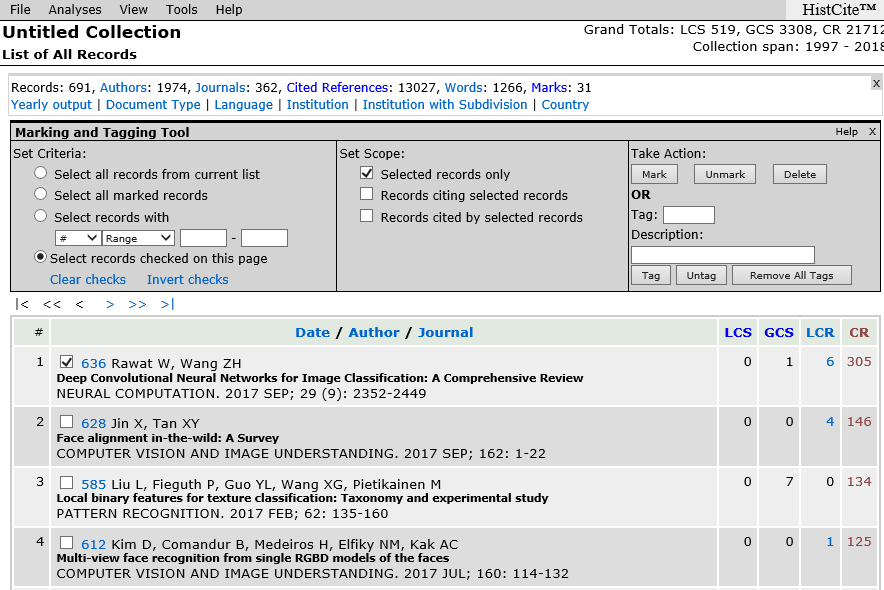 File Analyses View Tools Help HistCite™
Untitled Collection
Grand Totals: LCS 519, GCS 3308, CR 21712
List of All Records
Collection span: 1997 - 2018
Records: 691, Authors: 1974, Journals: 362, Cited References: 13027, Words: 1266, Marks: 31 X
Yearly output | Document Type | Language | Institution | Institution with Subdivision | Country
Marking and Tagging Tool Help X
Set Criteria: Set Scope: Take Action:
Select all records from current list Selected records only Mark Unmark Delete
Select all marked records Records citing selected records OR
Select records with Records cited by selected records Tag:
# Range - Description:
Select records checked on this page
Clear checks Invert checks Tag Untag Remove All Tags
|< << < > >> >|
# Date / Author / Journal LCS GCS LCR CR
1 636 Rawat W, Wang ZH 0 1 6 305
Deep Convolutional Neural Networks for Image Classification: A Comprehensive Review
NEURAL COMPUTATION. 2017 SEP; 29 (9): 2352-2449
2 628 Jin X, Tan XY 0 0 4 146
Face alignment in-the-wild: A Survey
COMPUTER VISION AND IMAGE UNDERSTANDING. 2017 SEP; 162: 1-22
3 585 Liu L, Fieguth P, Guo YL, Wang XG, Pietikainen M 0 7 0 134
Local binary features for texture classification: Taxonomy and experimental study
PATTERN RECOGNITION. 2017 FEB; 62: 135-160
4 612 Kim D, Comandur B, Medeiros H, Elfiky NM, Kak AC 0 0 1 125
Multi-view face recognition from single RGBD models of the faces
COMPUTER VISION AND IMAGE UNDERSTANDING. 2017 JUL; 160: 114-132